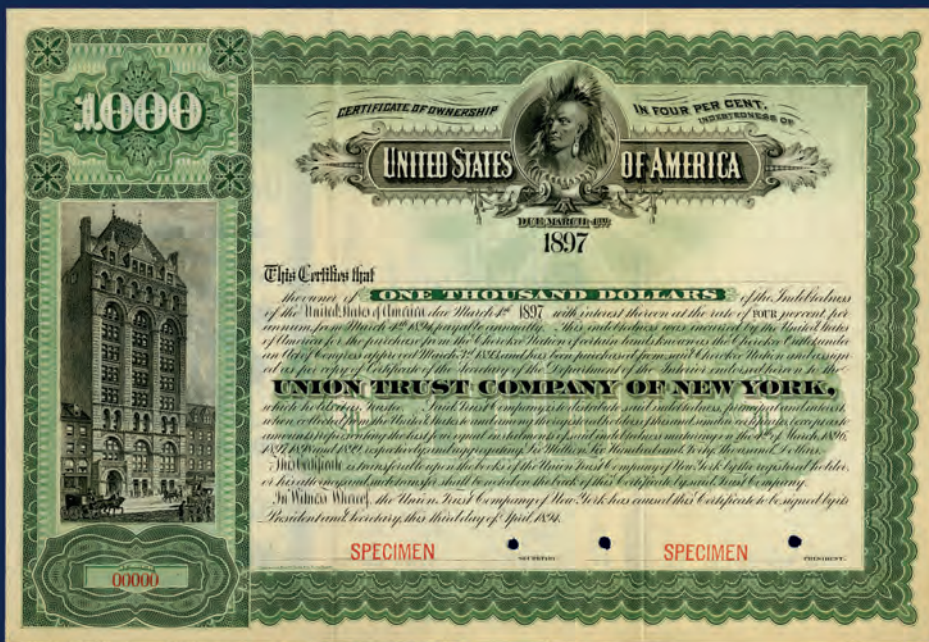 1000
CERTIFICATE OF OWNERSHIP
IN FOUR PER CENT.
INDEBTEDNESS OF
UNITED STATES OF AMERICA
DUE MARCH 4TH
1897
This Certifies that
the owner of ONE THOUSAND DOLLARS of the Indebtedness
of the United States of America due March 4th 1897 with interest thereon at the rate of FOUR percent per
annum, from March 4th 1894 payable annually. This indebtedness was incurred by the United States
of America for the purchase from the Cherokee Nation of certain lands known as the Cherokee Outlet under
an Act of Congress approved March 3rd 1893 and has been purchased from said Cherokee Nation and assign
ed as per copy of Certificate of the Secretary of the Department of the Interior endorsed hereon to the
UNION TRUST COMPANY OF NEW YORK,
which holds the same in Trust. Said Trust Company is to distribute said indebtedness, principal and interest,
when collected from the United States to and among the registered holders of this and similar certificates, except as to
amounts representing the last four equal instalments of said indebtedness maturing on the 4th of March 1896,
1897, 1898 and 1899 respectively and aggregating Six Million, Six Hundred and Forty thousand Dollars.
This Certificate is transferable upon the books of the Union Trust Company of New York by the registered holder,
or his attorney and such transfer shall be noted on the back of this Certificate by said Trust Company.
In Witness Whereof, the Union Trust Company of New York has caused this Certificate to be signed by its
President and Secretary, this third day of April, 1894.
SPECIMEN
SECRETARY.
SPECIMEN
PRESIDENT.
00000